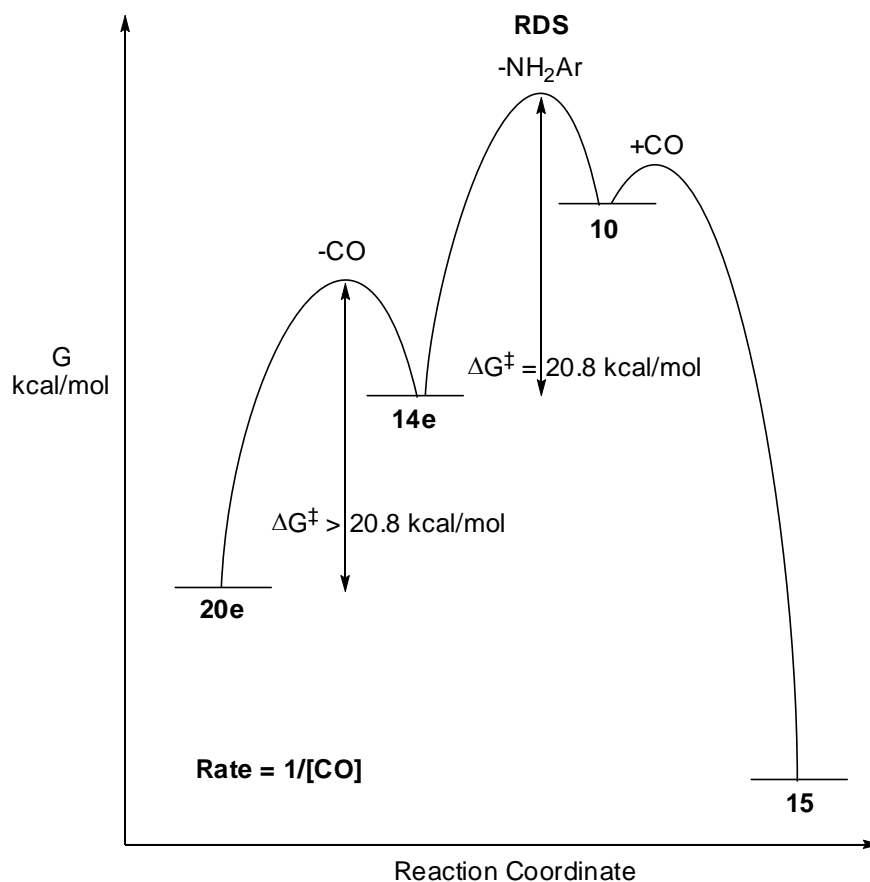 RDS
-NH₂Ar
+CO
10
-CO
G
kcal/mol
ΔG‡ = 20.8 kcal/mol
14e
ΔG‡ > 20.8 kcal/mol
20e
Rate = 1/[CO]
15
Reaction Coordinate